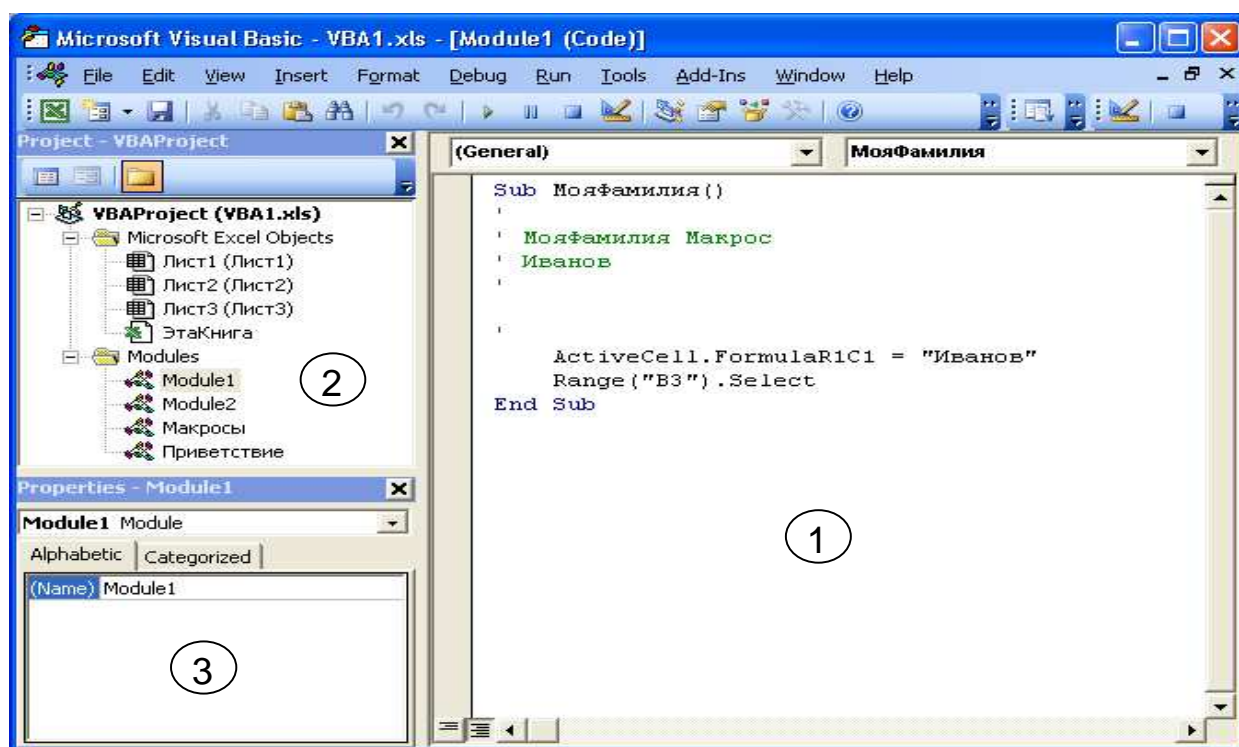 Microsoft Visual Basic - VBA1.xls - [Module1 (Code)]
File Edit View Insert Format Debug Run Tools Add-Ins Window Help
Project - VBAProject
VBAProject (VBA1.xls)
Microsoft Excel Objects
Лист1 (Лист1)
Лист2 (Лист2)
Лист3 (Лист3)
ЭтаКнига
Modules
Module1
Module2
Макросы
Приветствие
2
Properties - Module1
Module1 Module
Alphabetic Categorized
(Name) Module1
3
(General) МояФамилия
Sub МояФамилия()
'
' МояФамилия Макрос
' Иванов
'
'
ActiveCell.FormulaR1C1 = "Иванов"
Range("B3").Select
End Sub
1